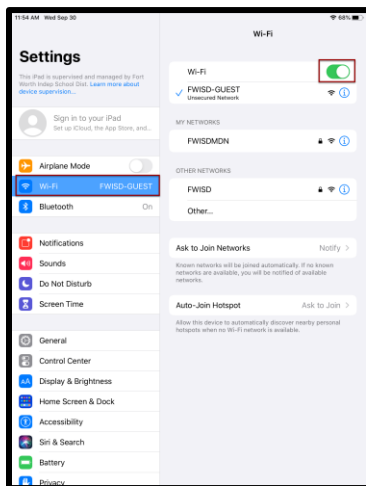 11:54 AM Wed Sep 30
68%
Settings
This iPad is supervised and managed by Fort
Worth Indep School Dist. Learn more about
device supervision...
Sign in to your iPad
Set up iCloud, the App Store, and...
Airplane Mode
Wi-Fi FWISD-GUEST
Bluetooth On
Notifications
Sounds
Do Not Disturb
Screen Time
General
Control Center
AA Display & Brightness
Home Screen & Dock
Accessibility
Siri & Search
Battery
Privacy
Wi-Fi
Wi-Fi
FWISD-GUEST
Unsecured Network
MY NETWORKS
FWISDMDN
OTHER NETWORKS
FWISD
Other...
Ask to Join Networks Notify
Known networks will be joined automatically. If no known
networks are available, you will be notified of available
networks.
Auto-Join Hotspot Ask to Join
Allow this device to automatically discover nearby personal
hotspots when no Wi-Fi network is available.